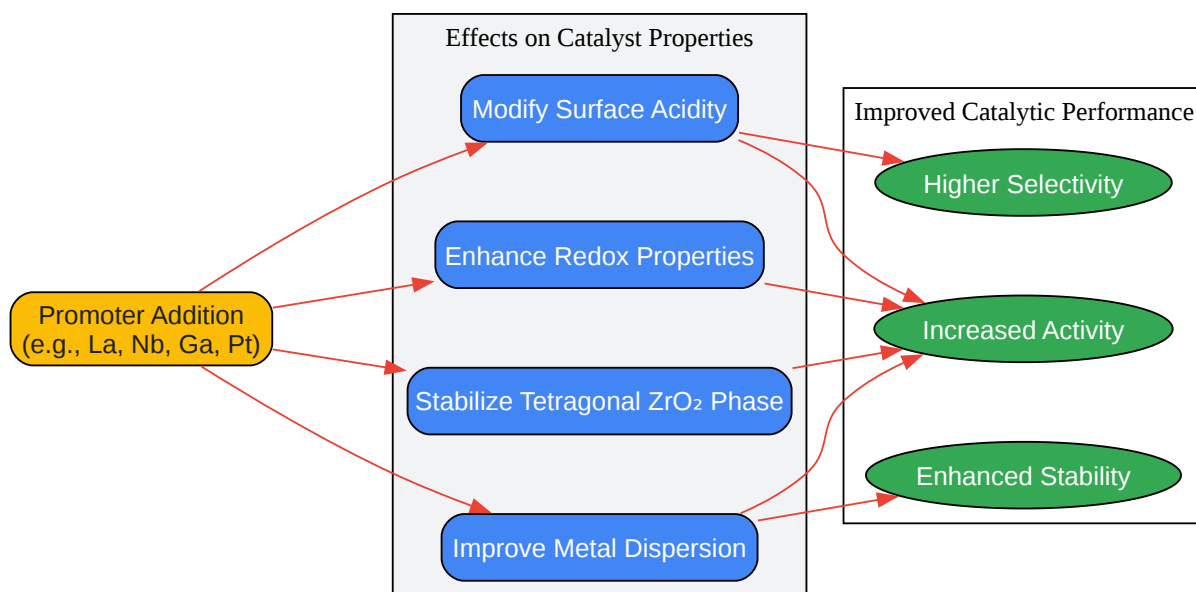 Effects on Catalyst Properties
Modify Surface Acidity
Enhance Redox Properties
Stabilize Tetragonal ZrO₂ Phase
Improve Metal Dispersion
Promoter Addition
(e.g., La, Nb, Ga, Pt)
Improved Catalytic Performance
Higher Selectivity
Increased Activity
Enhanced Stability